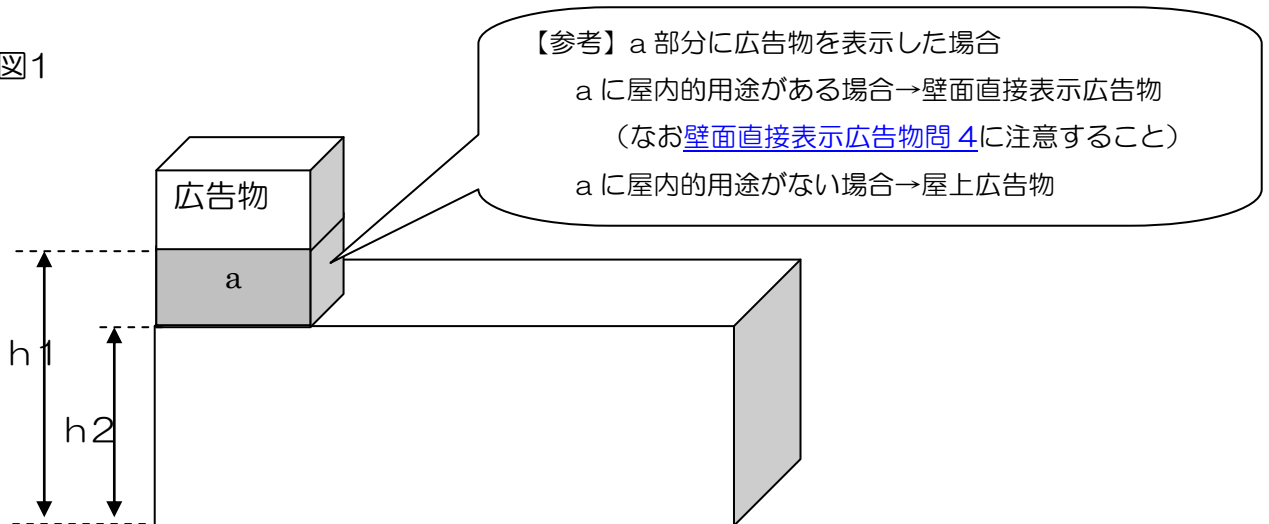 図1
【参考】a 部分に広告物を表示した場合
a に屋内的用途がある場合→壁面直接表示広告物
（なお壁面直接表示広告物問 4に注意すること）
a に屋内的用途がない場合→屋上広告物
広告物
a
h1
h2